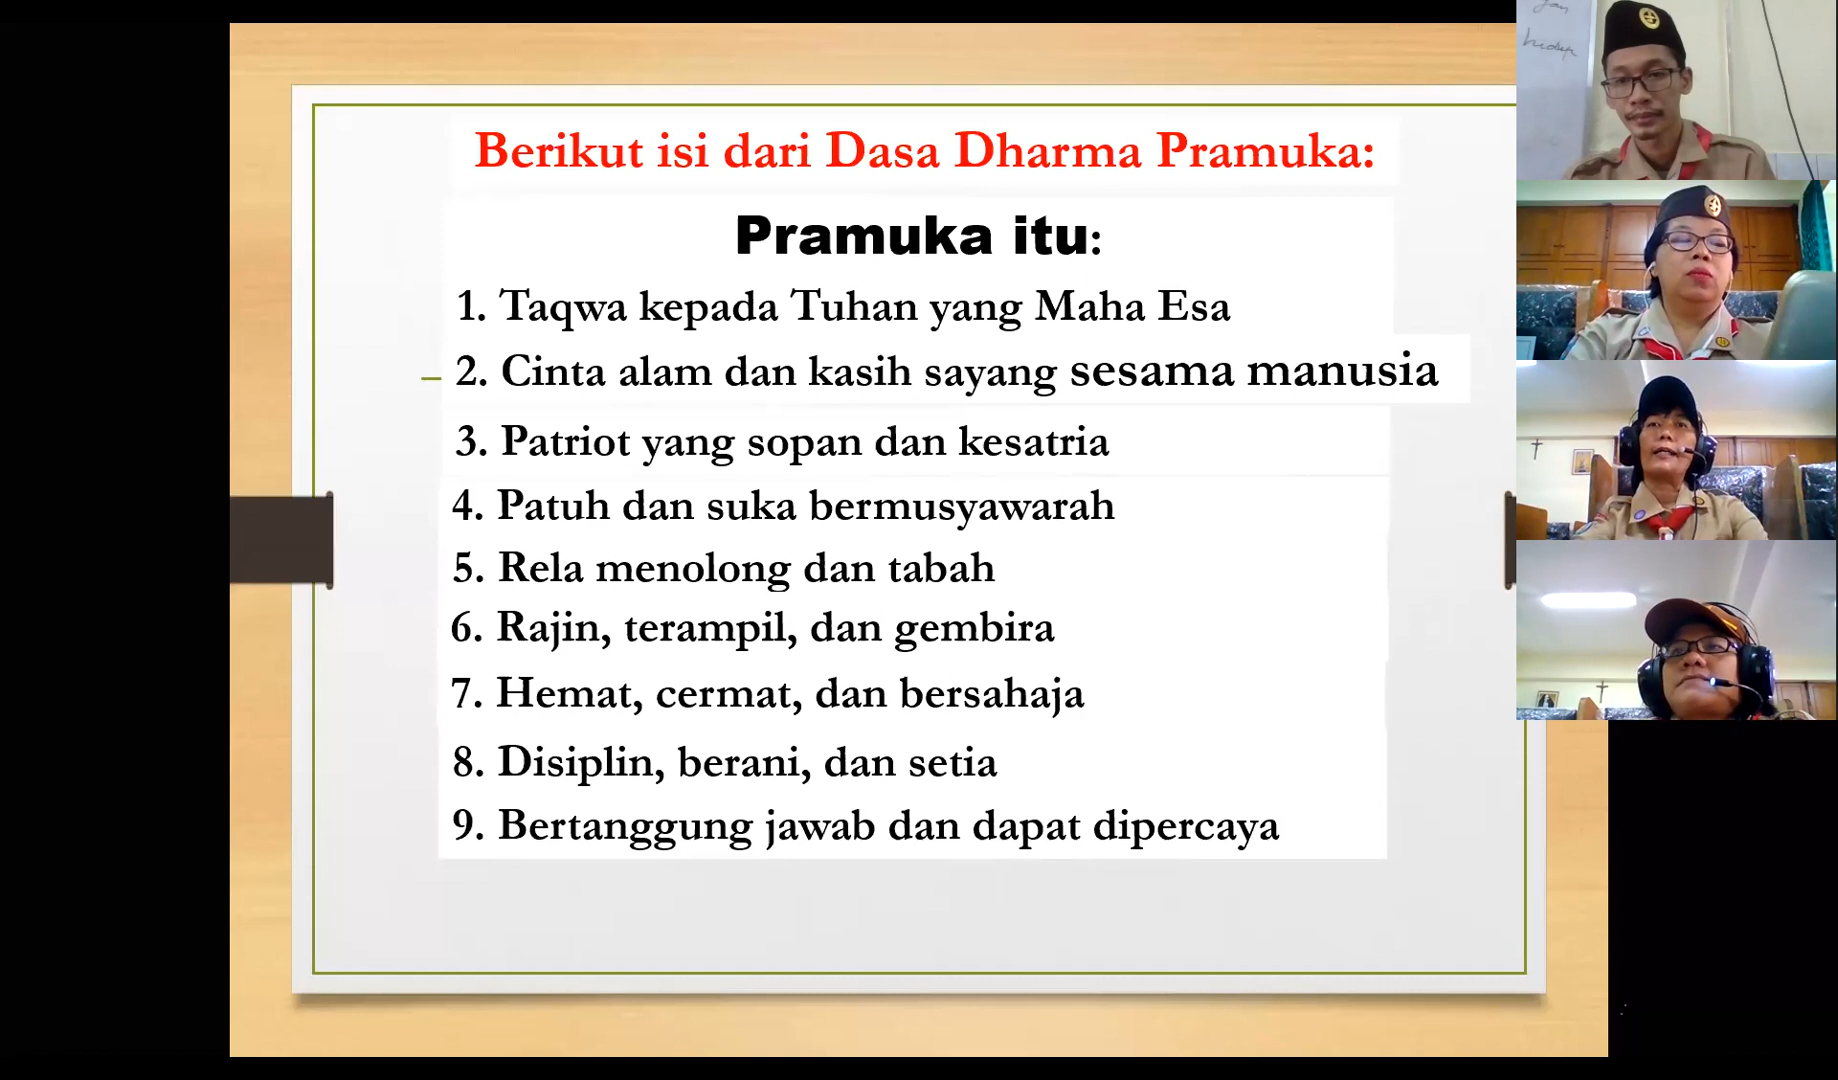 Berikut isi dari Dasa Dharma Pramuka:
Pramuka itu:
1. Taqwa kepada Tuhan yang Maha Esa
2. Cinta alam dan kasih sayang sesama manusia
3. Patriot yang sopan dan kesatria
4. Patuh dan suka bermusyawarah
5. Rela menolong dan tabah
6. Rajin, terampil, dan gembira
7. Hemat, cermat, dan bersahaja
8. Disiplin, berani, dan setia
9. Bertanggung jawab dan dapat dipercaya